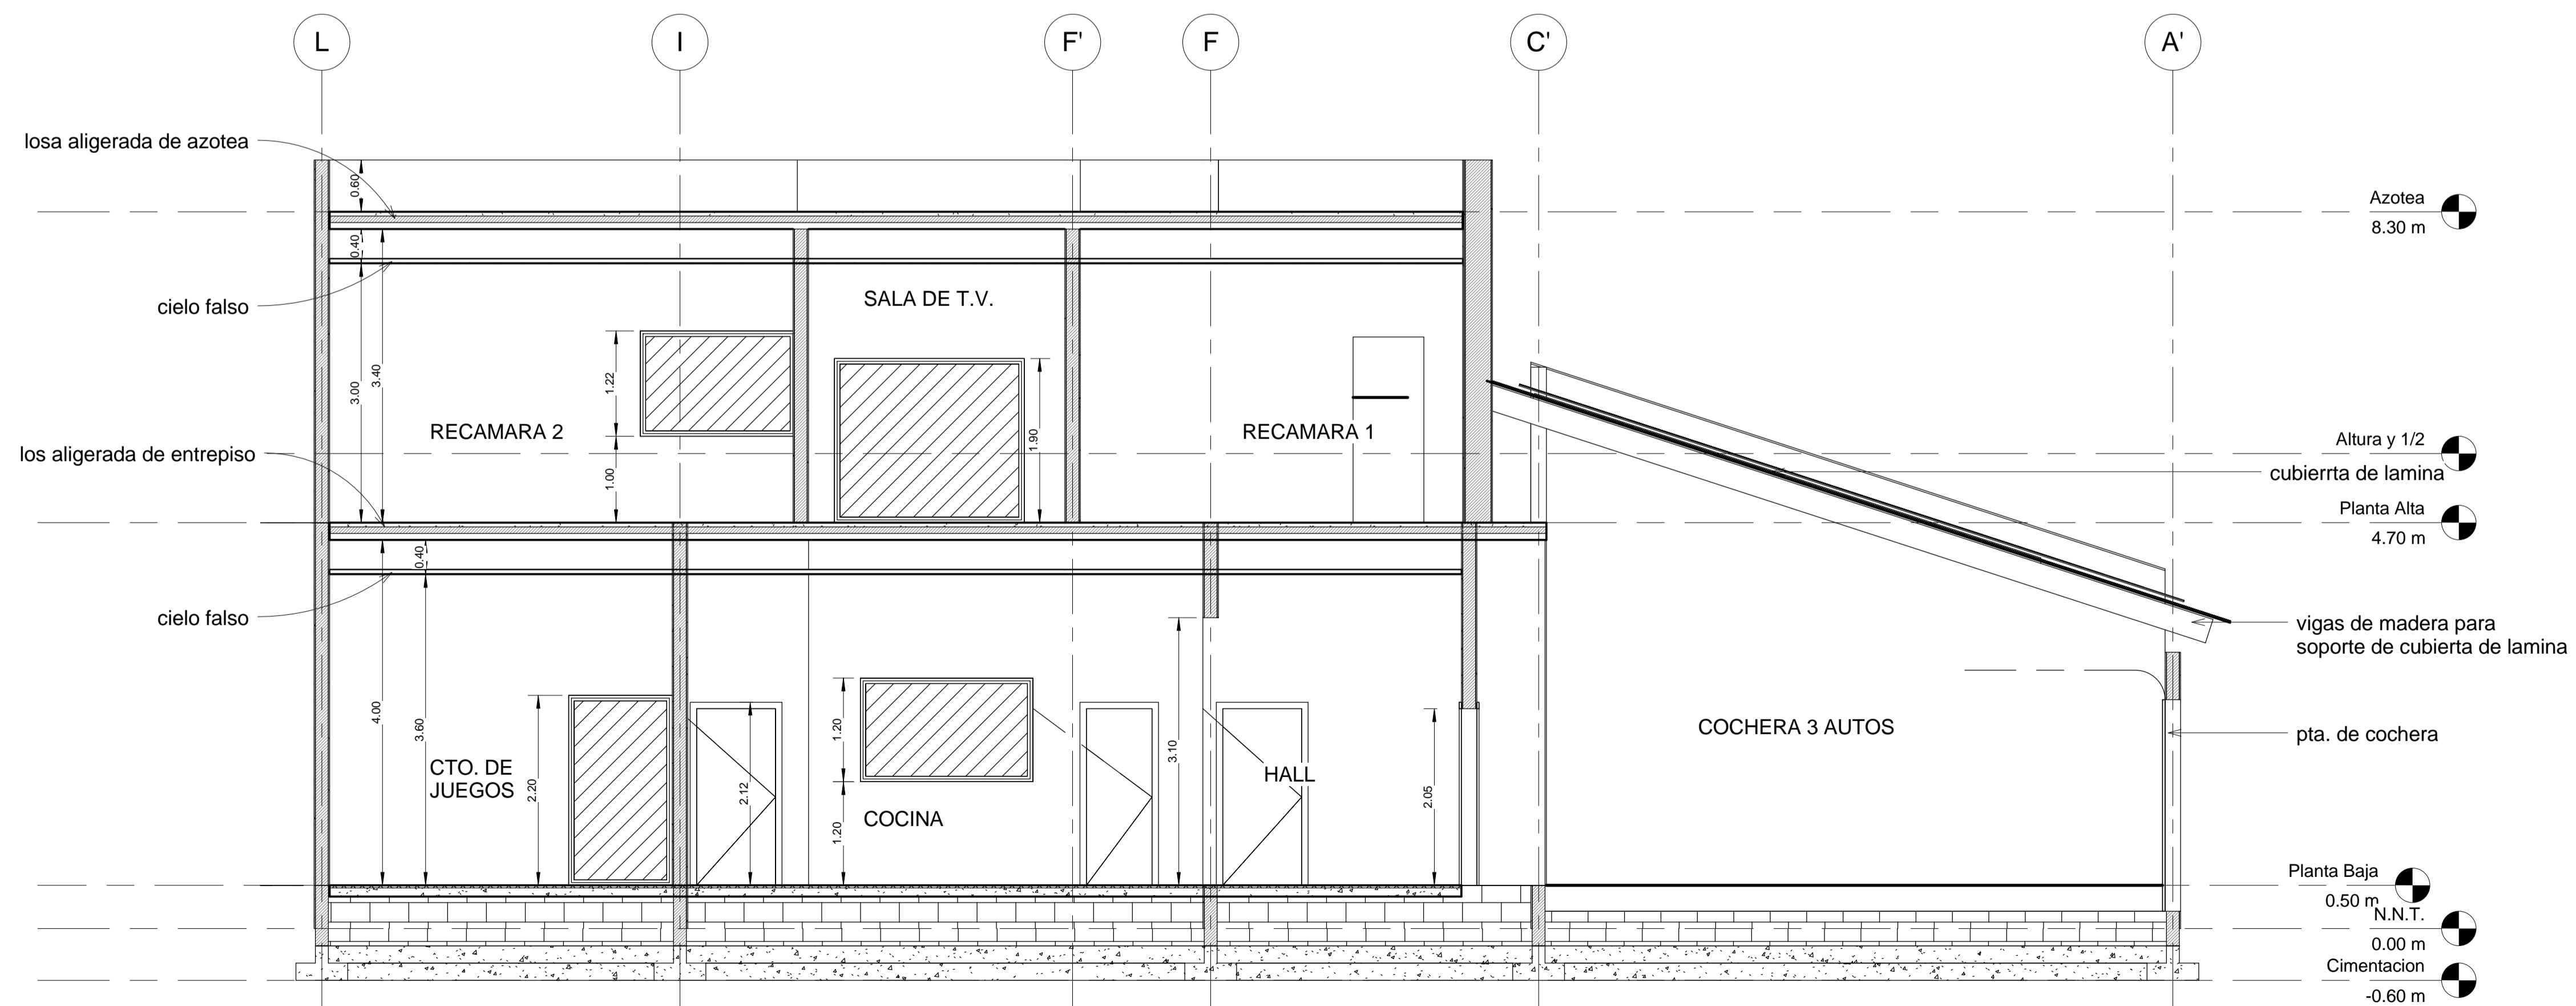 L
I
F'
F
C'
A'
losa aligerada de azotea
0.60
Azotea
8.30 m
0.40
cielo falso
SALA DE T.V.
3.00
3.40
1.22
RECAMARA 2
1.00
1.90
RECAMARA 1
Altura y 1/2
cubierrta de lamina
los aligerada de entrepiso
Planta Alta
4.70 m
0.40
cielo falso
vigas de madera para
soporte de cubierta de lamina
4.00
3.60
CTO. DE
JUEGOS
2.20
2.12
1.20
1.20
COCINA
3.10
HALL
2.05
COCHERA 3 AUTOS
pta. de cochera
Planta Baja
0.50 m
N.N.T.
0.00 m
Cimentacion
-0.60 m